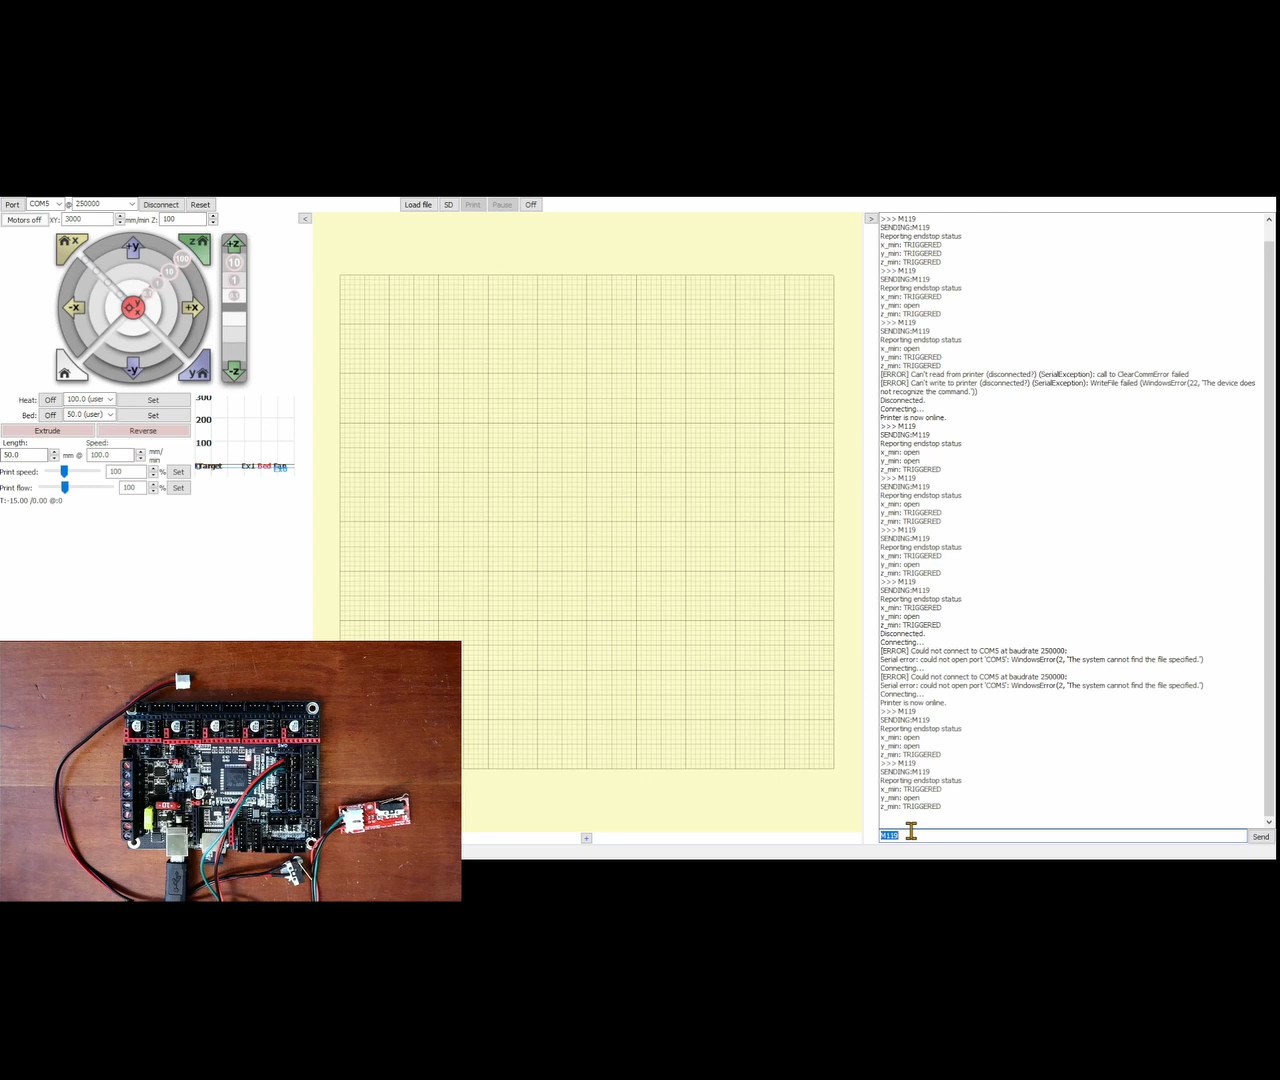 Port COM5 @ 250000 Disconnect Reset
Load file SD Print Pause Off
Motors off XY: 3000 mm/min Z: 100
< >
x +y z +z
100
10
10
1
-x y x +x
-y y -z
Heat: Off 100.0 (user Set
Bed: Off 50.0 (user) Set
Extrude Reverse
Length: Speed:
50.0 mm @ 100.0 mm/
min
Print speed: 100 % Set
Print flow: 100 % Set
T:-15.00 /0.00 @:0
300
200
100
Target Ex1 Bed Fan
Ex0
+
>>> M119
SENDING:M119
Reporting endstop status
x_min: TRIGGERED
y_min: TRIGGERED
z_min: TRIGGERED
>>> M119
SENDING:M119
Reporting endstop status
x_min: TRIGGERED
y_min: open
z_min: TRIGGERED
>>> M119
SENDING:M119
Reporting endstop status
x_min: open
y_min: TRIGGERED
z_min: TRIGGERED
[ERROR] Can't read from printer (disconnected?) (SerialException): call to ClearCommError failed
[ERROR] Can't write to printer (disconnected?) (SerialException): WriteFile failed (WindowsError(22, 'The device does
not recognize the command.'))
Disconnected.
Connecting...
Printer is now online.
>>> M119
SENDING:M119
Reporting endstop status
x_min: open
y_min: open
z_min: TRIGGERED
>>> M119
SENDING:M119
Reporting endstop status
x_min: open
y_min: TRIGGERED
z_min: TRIGGERED
>>> M119
SENDING:M119
Reporting endstop status
x_min: TRIGGERED
y_min: open
z_min: TRIGGERED
>>> M119
SENDING:M119
Reporting endstop status
x_min: TRIGGERED
y_min: open
z_min: TRIGGERED
Disconnected.
Connecting...
[ERROR] Could not connect to COM5 at baudrate 250000:
Serial error: could not open port 'COM5': WindowsError(2, 'The system cannot find the file specified.')
Connecting...
[ERROR] Could not connect to COM5 at baudrate 250000:
Serial error: could not open port 'COM5': WindowsError(2, 'The system cannot find the file specified.')
Connecting...
Printer is now online.
>>> M119
SENDING:M119
Reporting endstop status
x_min: open
y_min: open
z_min: TRIGGERED
>>> M119
SENDING:M119
Reporting endstop status
x_min: TRIGGERED
y_min: open
z_min: TRIGGERED
M119 Send